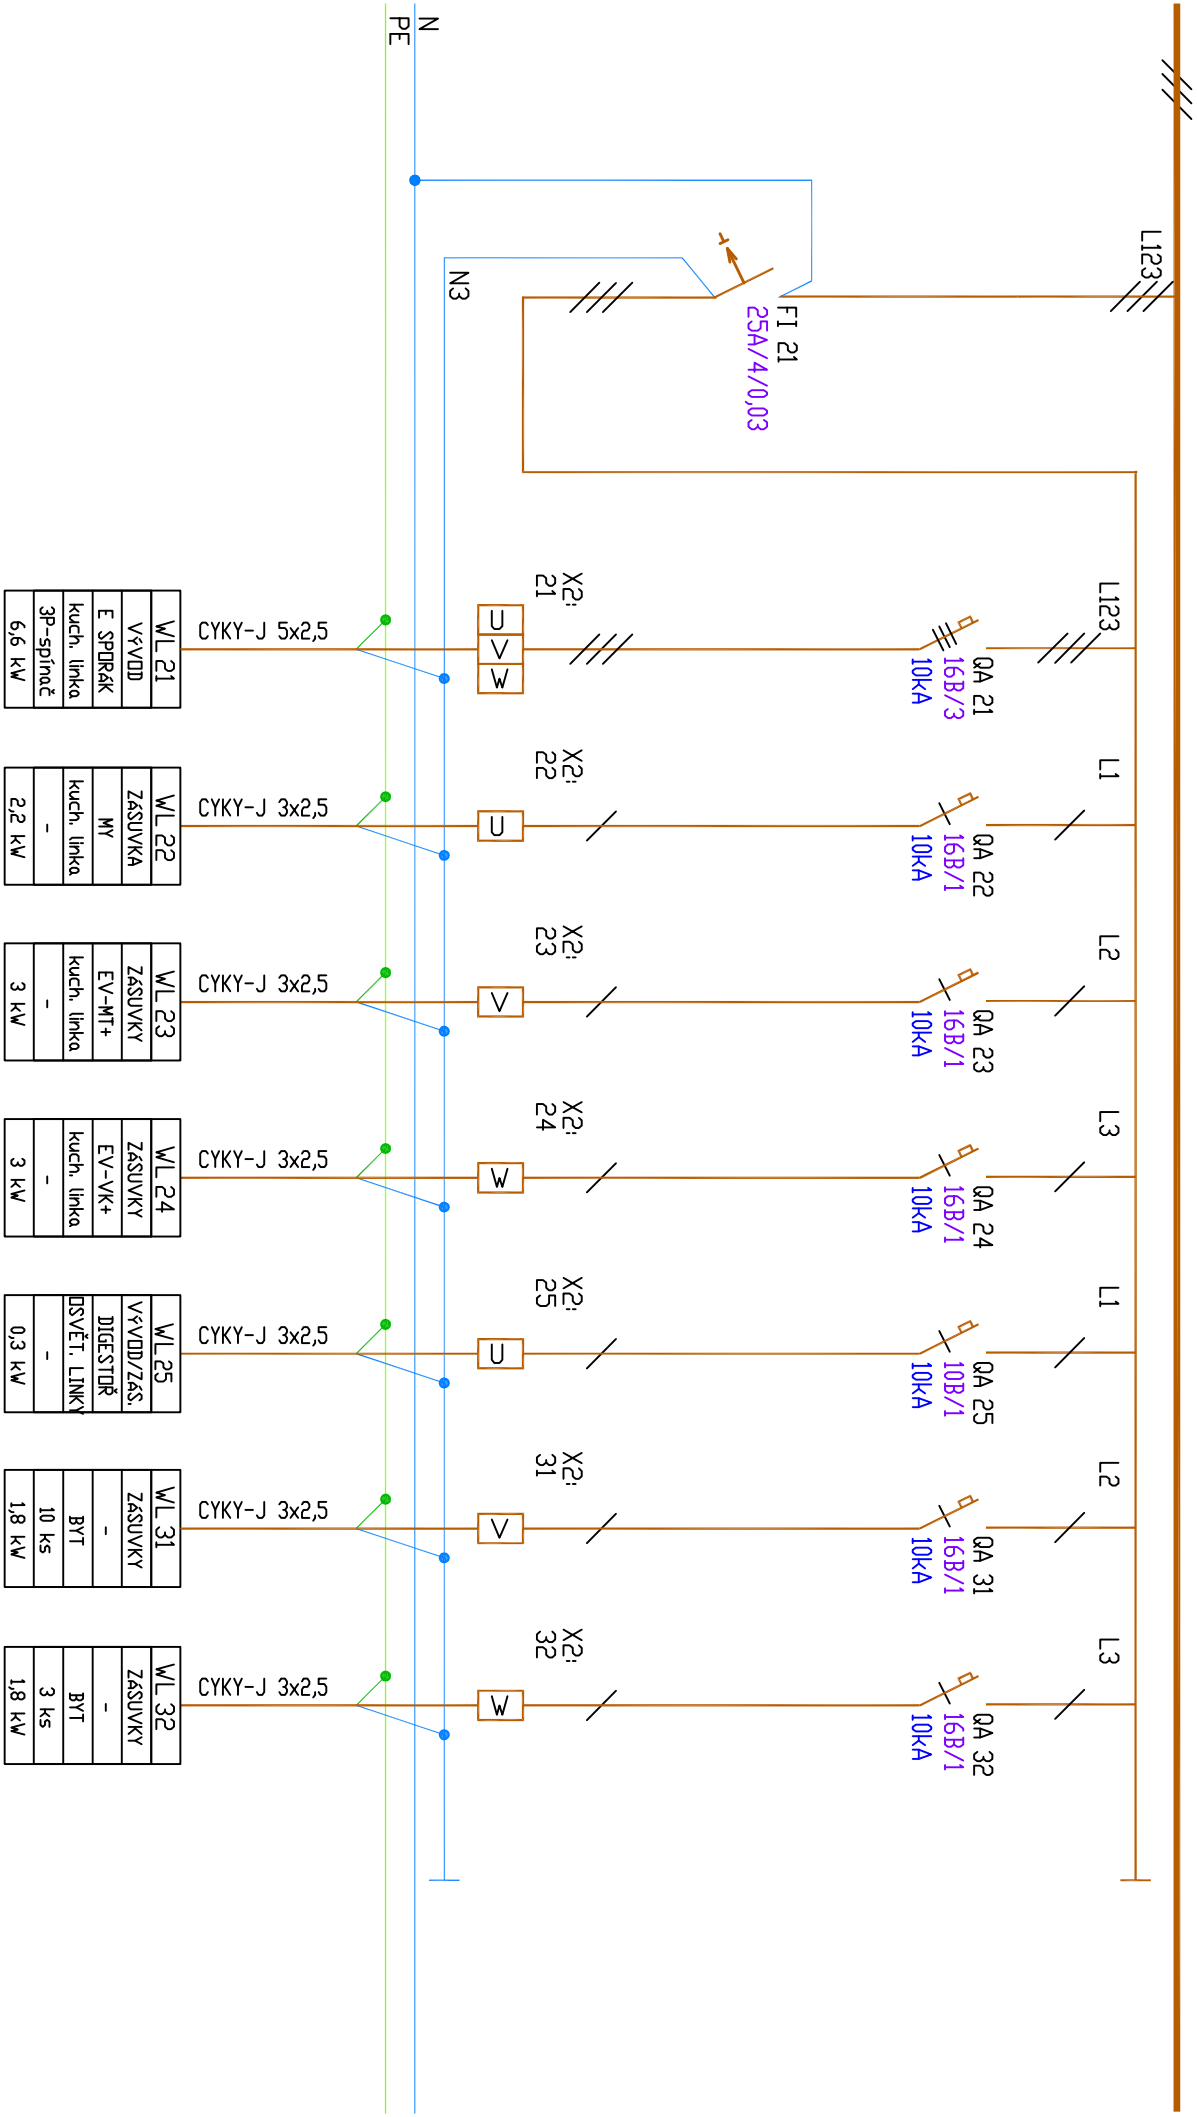 L123
FI 21
25A/4/0,03
N
PE
N3
L123
QA 21
16B/3
10kA
X2:
21
U
V
W
CYKY-J 5x2,5
WL 21
VÝVOD
E SPORÁK
kuch. linka
3P-spínač
6,6 kW
L1
QA 22
16B/1
10kA
X2:
22
U
CYKY-J 3x2,5
WL 22
ZÁSUVKA
MY
kuch. linka
-
2,2 kW
L2
QA 23
16B/1
10kA
X2:
23
V
CYKY-J 3x2,5
WL 23
ZÁSUVKY
EV-MT+
kuch. linka
-
3 kW
L3
QA 24
16B/1
10kA
X2:
24
W
CYKY-J 3x2,5
WL 24
ZÁSUVKY
EV-VK+
kuch. linka
-
3 kW
L1
QA 25
10B/1
10kA
X2:
25
U
CYKY-J 3x2,5
WL 25
VÝVOD/ZÁS.
DIGESTOŘ
OSVĚT. LINKY
-
0,3 kW
L2
QA 31
16B/1
10kA
X2:
31
V
CYKY-J 3x2,5
WL 31
ZÁSUVKY
-
BYT
10 ks
1,8 kW
L3
QA 32
16B/1
10kA
X2:
32
W
CYKY-J 3x2,5
WL 32
ZÁSUVKY
-
BYT
3 ks
1,8 kW